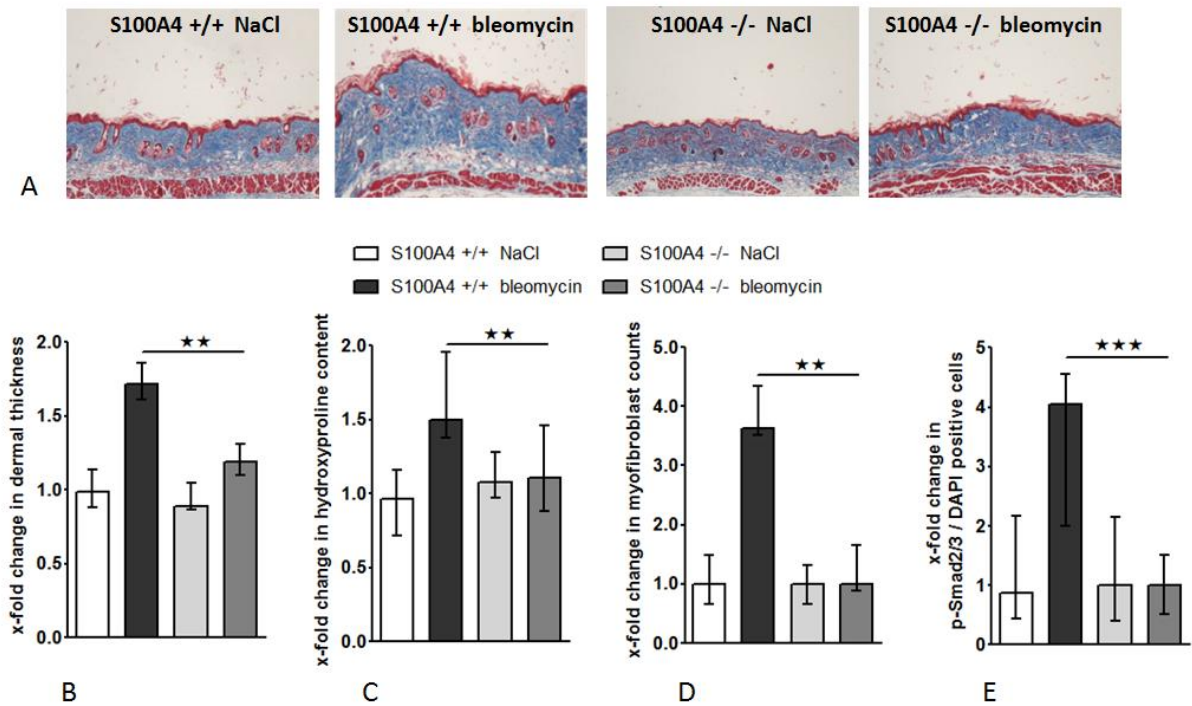 S100A4 +/+ NaCl
S100A4 +/+ bleomycin
S100A4 -/- NaCl
S100A4 -/- bleomycin
A
S100A4 +/+ NaCl
S100A4 -/- NaCl
S100A4 +/+ bleomycin
S100A4 -/- bleomycin
x-fold change in dermal thickness
2.0
1.5
1.0
0.5
0.0
★★
B
x-fold change in hydroxyproline content
2.0
1.5
1.0
0.5
0.0
★★
C
x-fold change in myofibroblast counts
5.0
4.0
3.0
2.0
1.0
0.0
★★
D
x-fold change in
p-Smad2/3 / DAPI positive cells
5
4
3
2
1
0
★★★
E